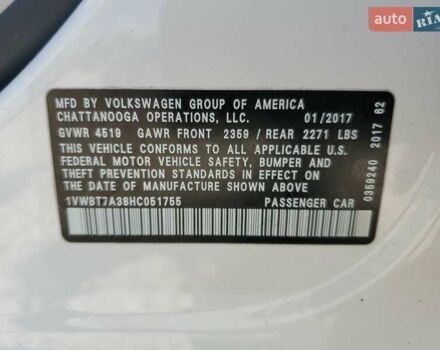 auto RIA
MFD BY VOLKSWAGEN GROUP OF AMERICA
CHATTANOOGA OPERATIONS, LLC. 01/2017
GVWR 4519 GAWR FRONT 2359 / REAR 2271 LBS
THIS VEHICLE CONFORMS TO ALL APPLICABLE U.S.
FEDERAL MOTOR VEHICLE SAFETY, BUMPER AND
THEFT PREVENTION STANDARDS IN EFFECT ON
THE DATE OF MANUFACTURE SHOWN ABOVE
1VWBT7A38HC051755 PASSENGER CAR
0359240 2017 62